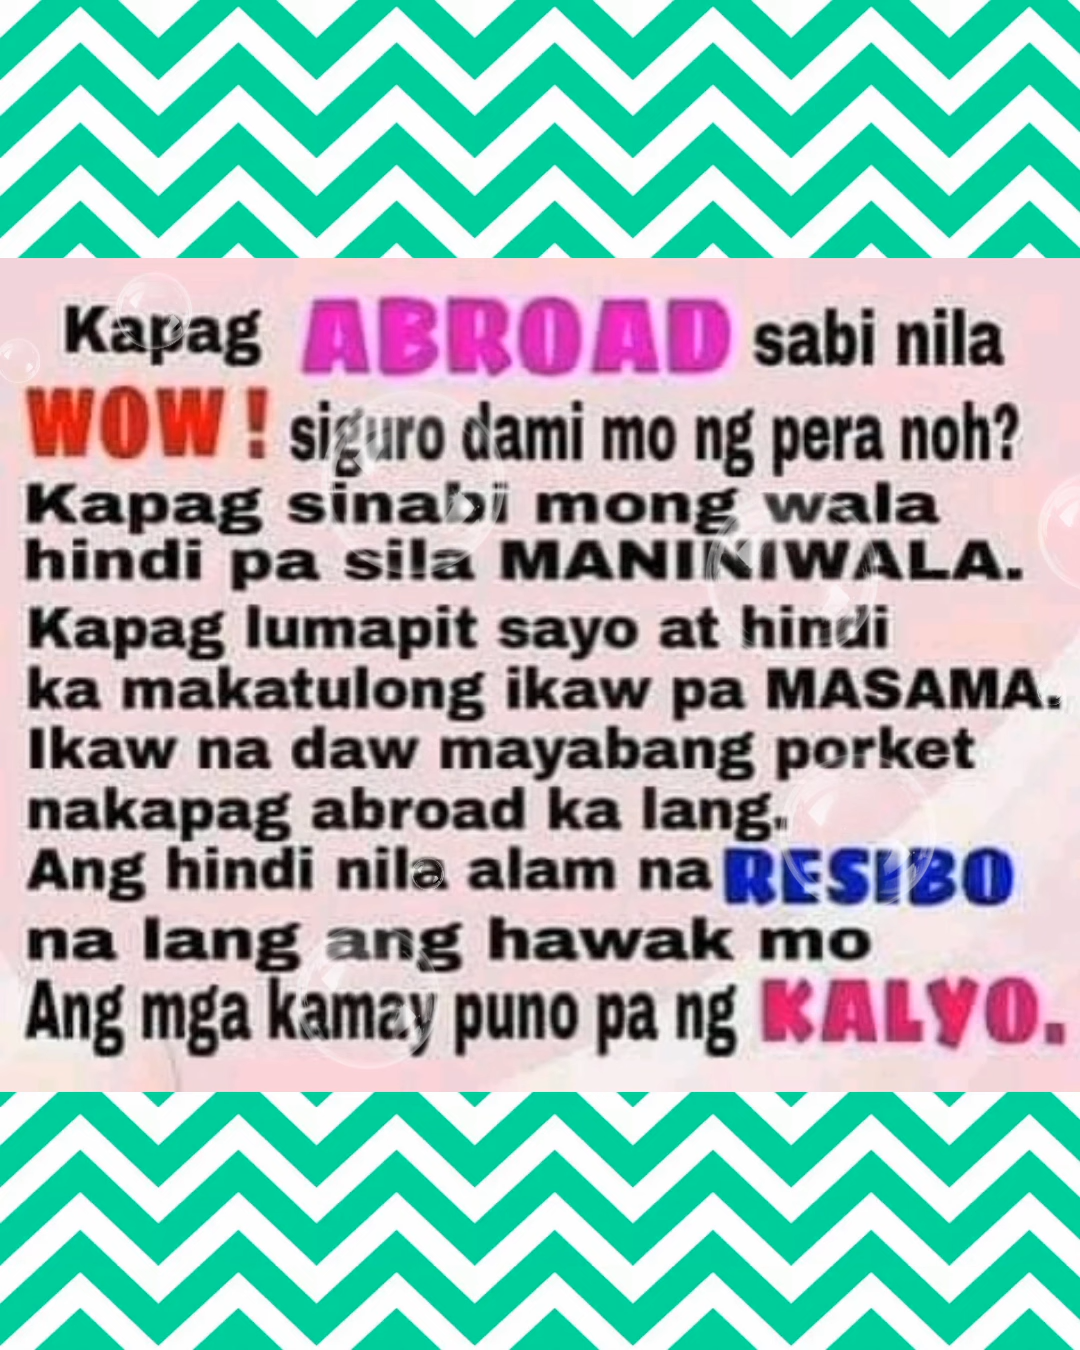 Kapag ABROAD sabi nila
WOW! siguro dami mo ng pera noh?
Kapag sinabi mong wala
hindi pa sila MANINIWALA.
Kapag lumapit sayo at hindi
ka makatulong ikaw pa MASAMA.
Ikaw na daw mayabang porket
nakapag abroad ka lang.
Ang hindi nila alam na RESIBO
na lang ang hawak mo
Ang mga kamay puno pa ng KALYO.